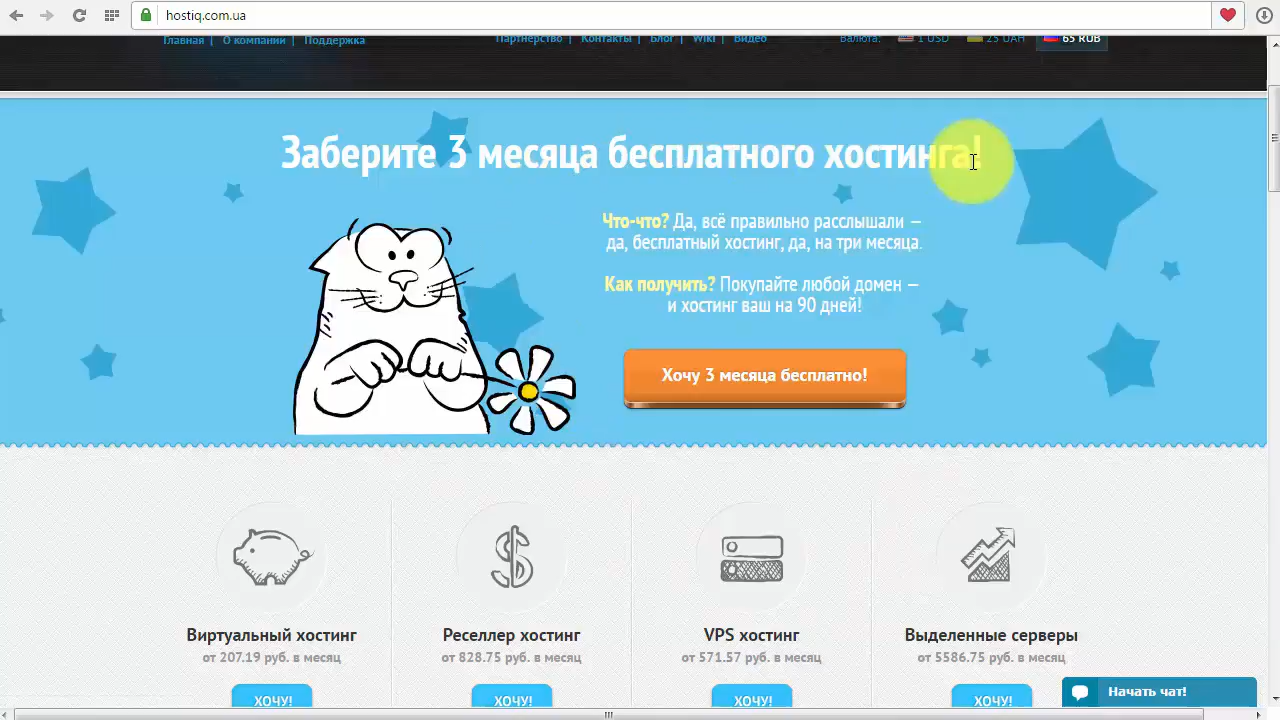 hostiq.com.ua
Главная | О компании | Поддержка
Партнерство | Контакты | Блог | Wiki | Видео
Валюта: 1 USD 25 UAH 65 RUB
Заберите 3 месяца бесплатного хостинга!
Что-что? Да, всё правильно расслышали —
да, бесплатный хостинг, да, на три месяца.
Как получить? Покупайте любой домен —
и хостинг ваш на 90 дней!
Хочу 3 месяца бесплатно!
Виртуальный хостинг
от 207.19 руб. в месяц
ХОЧУ!
Реселлер хостинг
от 828.75 руб. в месяц
ХОЧУ!
VPS хостинг
от 571.57 руб. в месяц
ХОЧУ!
Выделенные серверы
от 5586.75 руб. в месяц
ХОЧУ!
Начать чат!